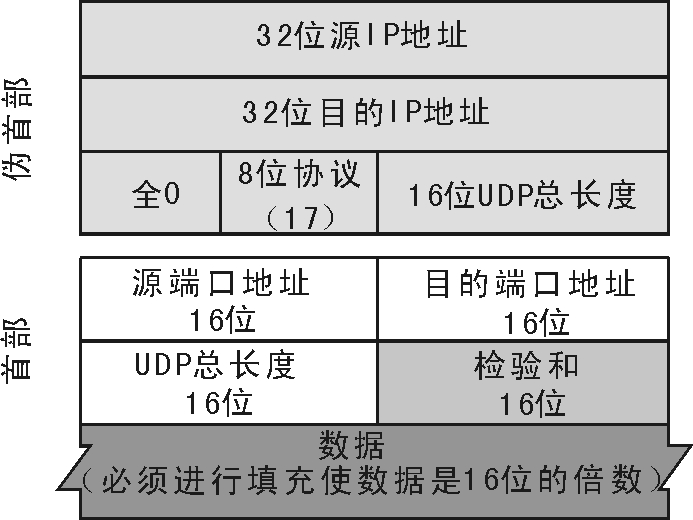 伪首部
32位源IP地址
32位目的IP地址
全0
8位协议
（17）
16位UDP总长度
首部
源端口地址
16位
目的端口地址
16位
UDP总长度
16位
检验和
16位
数据
（必须进行填充使数据是16位的倍数）